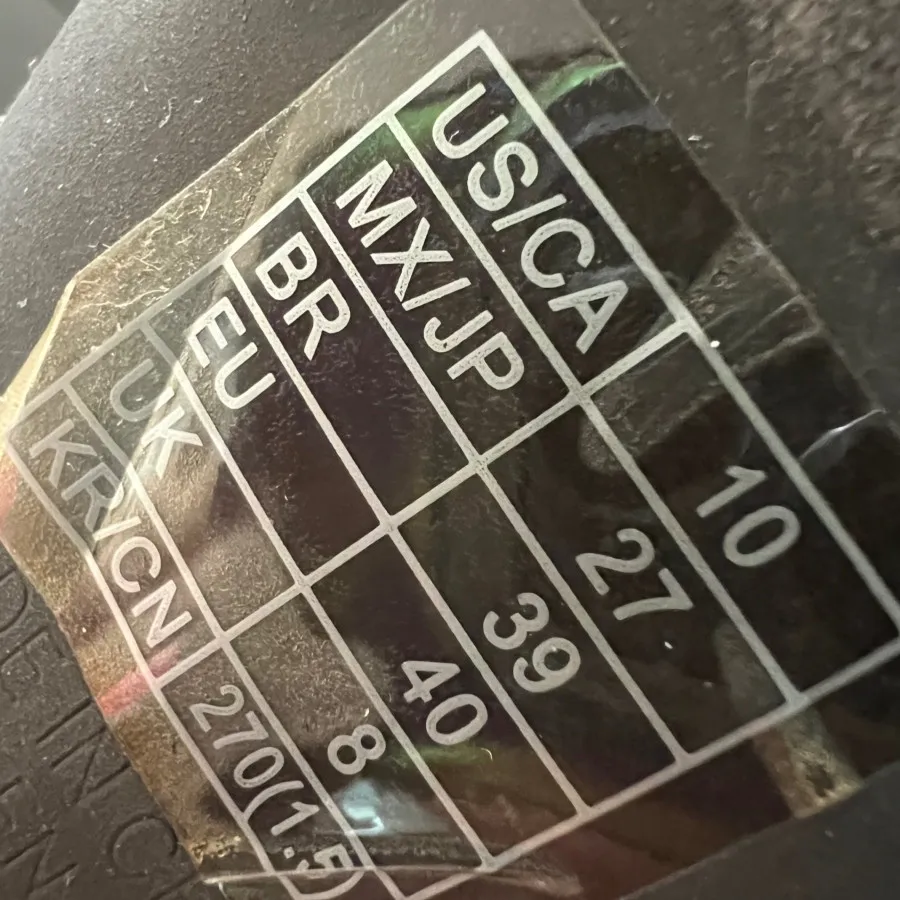 US/CA 10
MX/JP 27
BR 39
EU 40
UK 8
KR/CN 270(1.5)